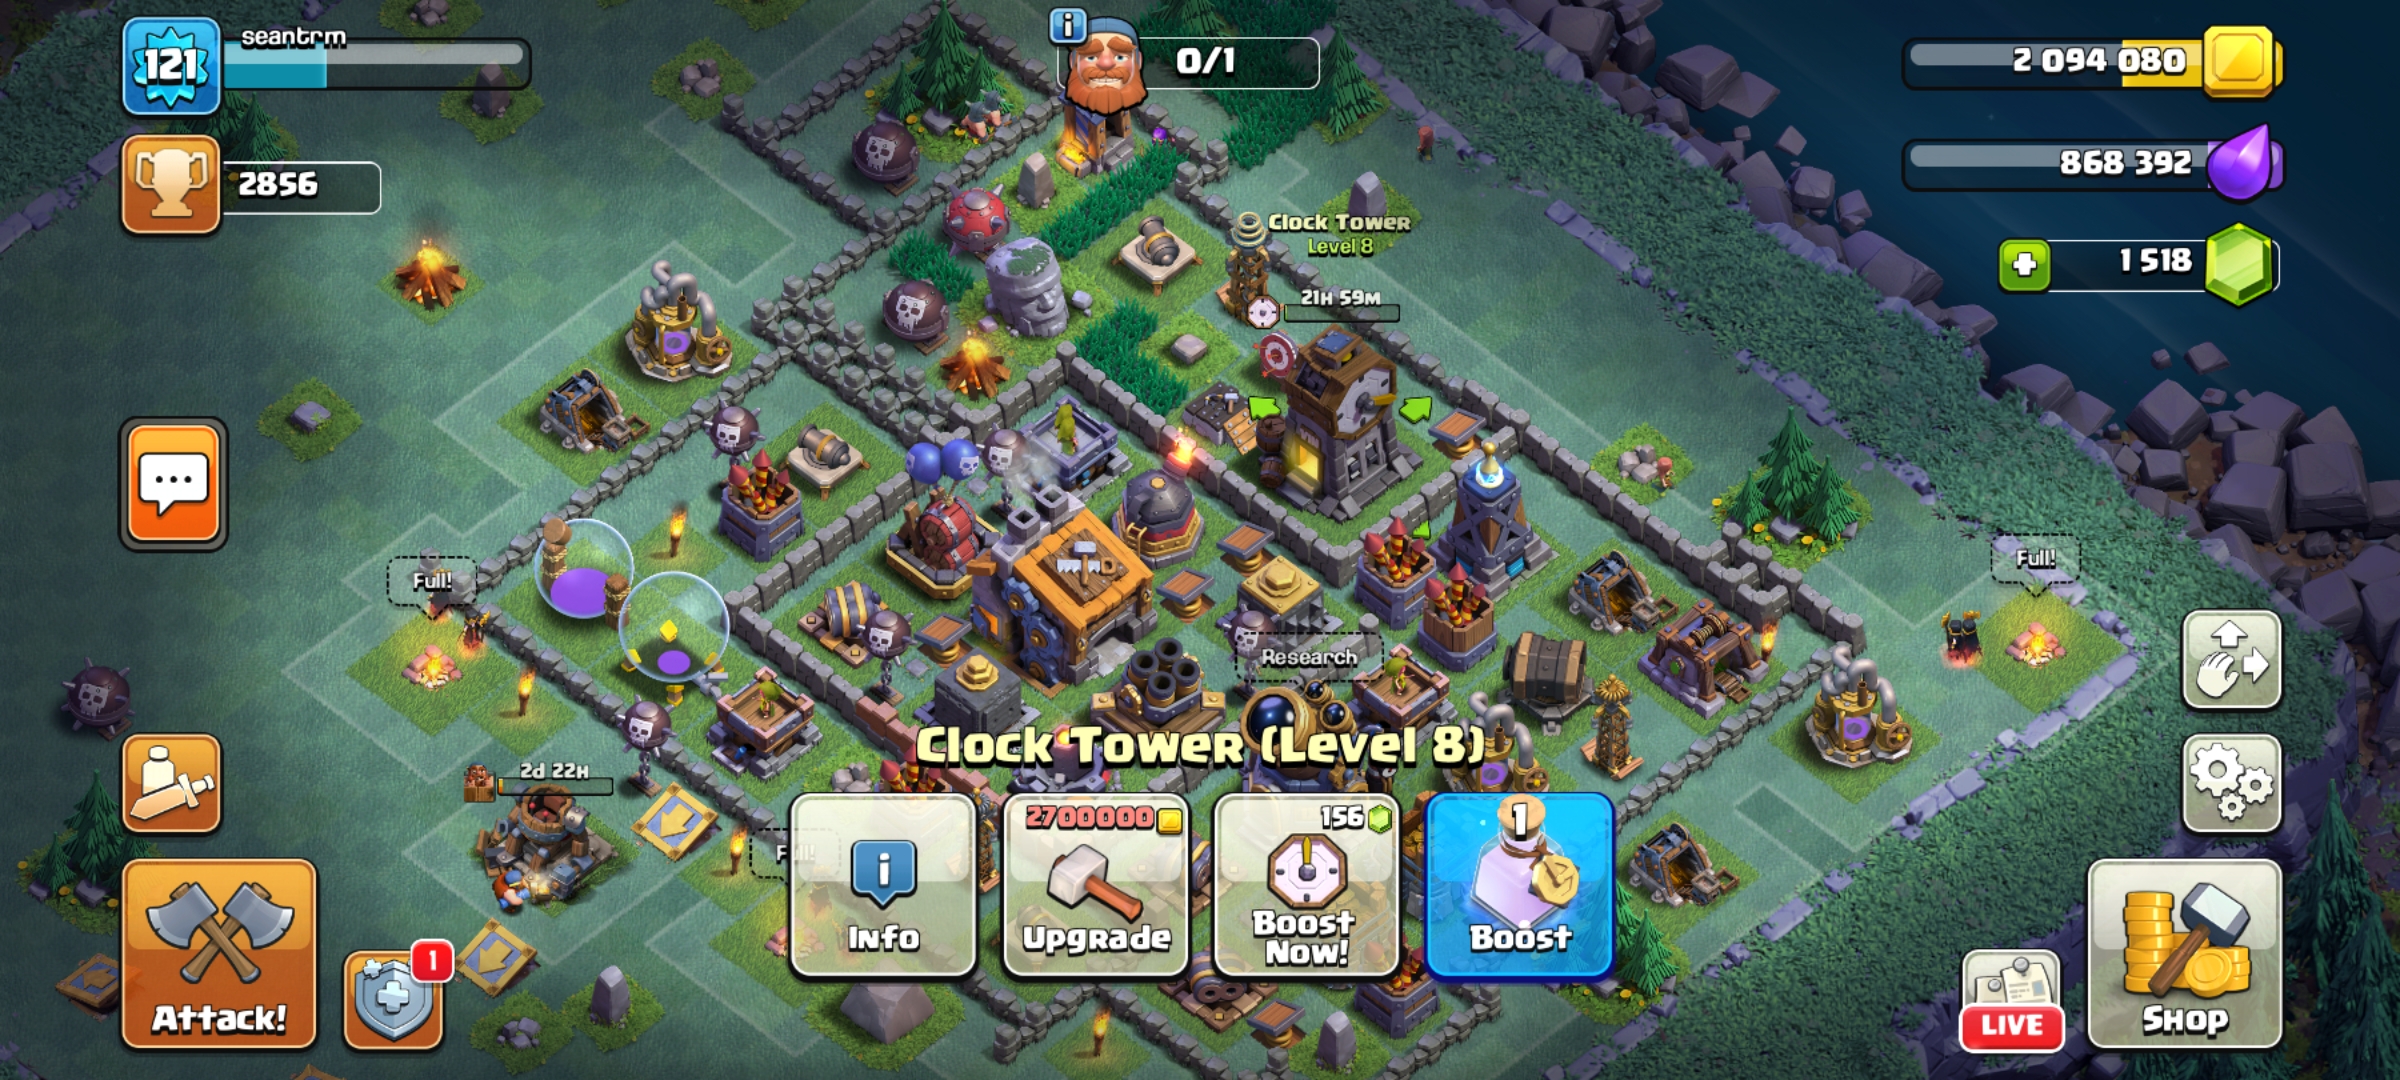 121
seantrm
0/1
2 094 080
2856
868 392
1 518
Clock Tower
Level 8
21h 59m
Full!
Full!
Research
Clock Tower (Level 8)
2d 22h
Full!
Info
2700000
Upgrade
156
Boost
Now!
1
Boost
Attack!
1
LIVE
Shop